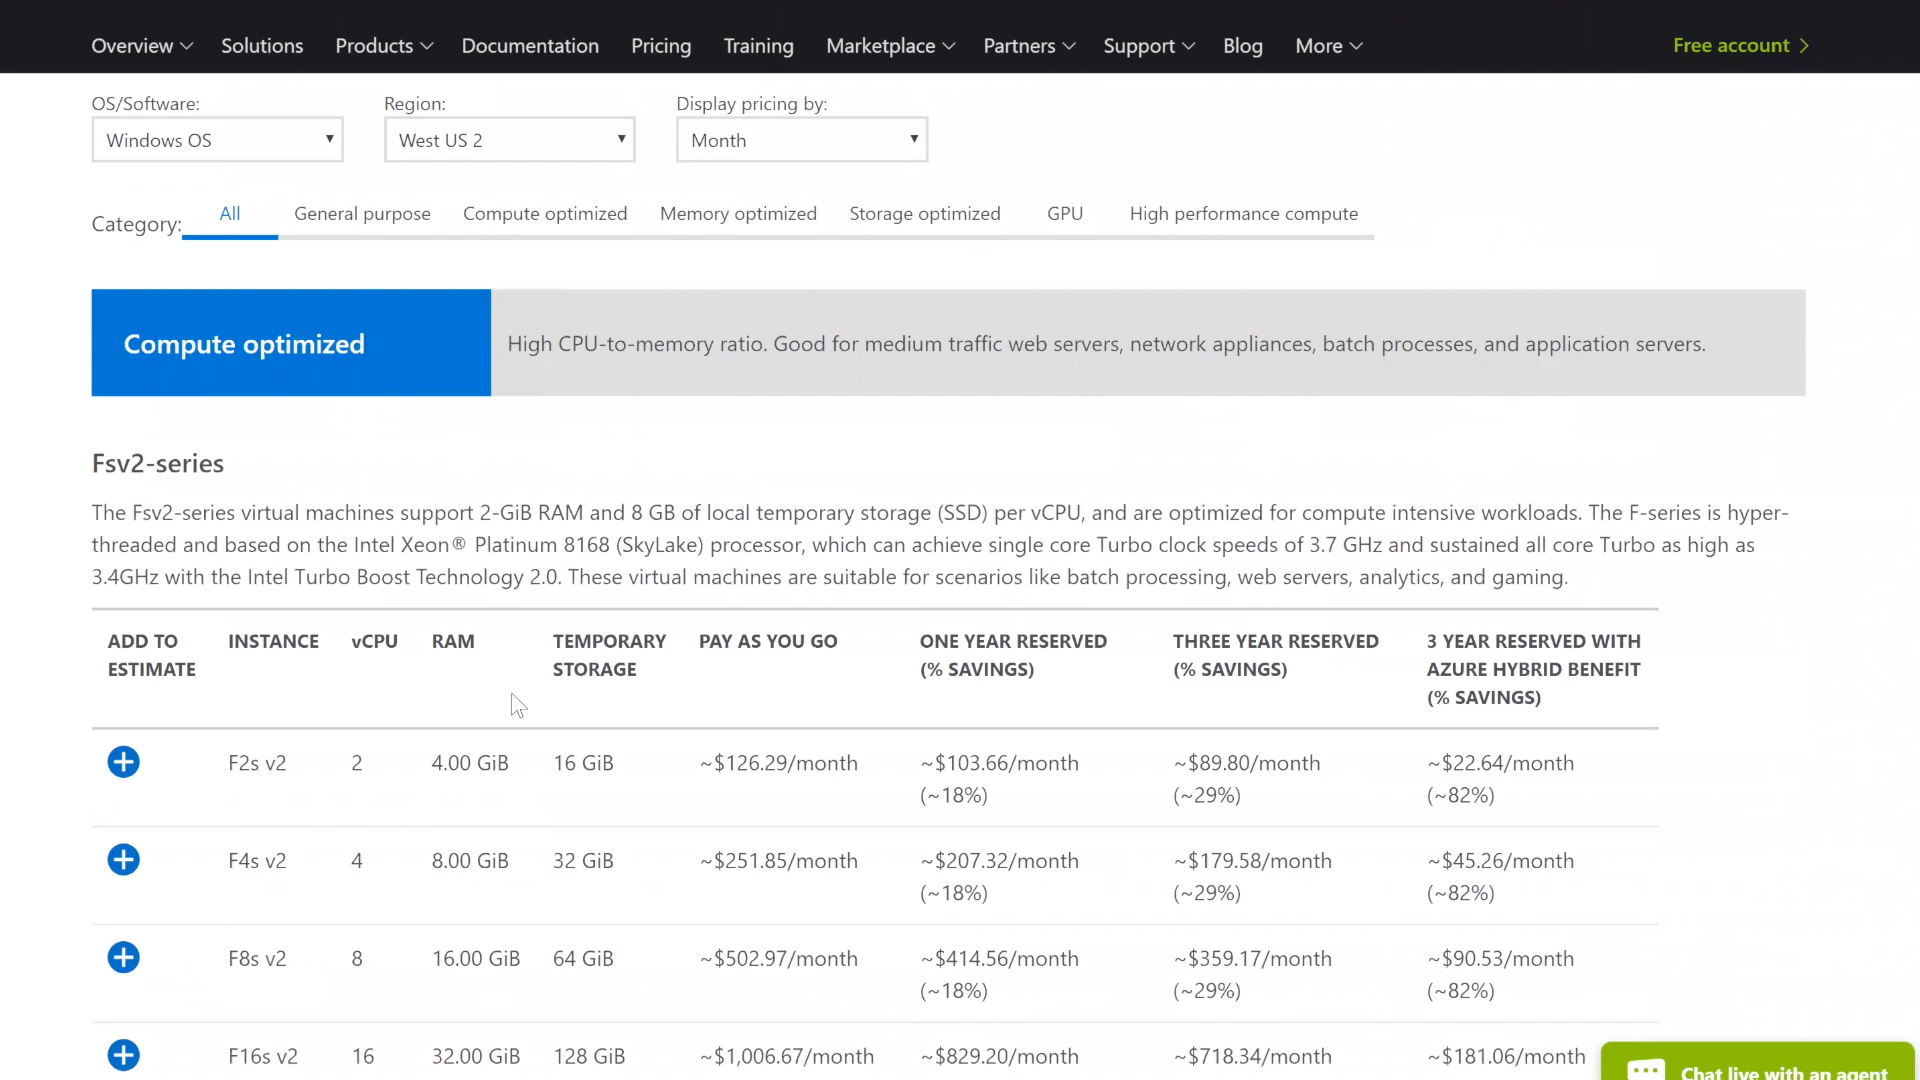 Overview Solutions Products Documentation Pricing Training Marketplace Partners Support Blog More Free account
OS/Software: Region: Display pricing by:
Windows OS West US 2 Month
Category: All General purpose Compute optimized Memory optimized Storage optimized GPU High performance compute
Compute optimized High CPU-to-memory ratio. Good for medium traffic web servers, network appliances, batch processes, and application servers.
Fsv2-series
The Fsv2-series virtual machines support 2-GiB RAM and 8 GB of local temporary storage (SSD) per vCPU, and are optimized for compute intensive workloads. The F-series is hyper-
threaded and based on the Intel Xeon® Platinum 8168 (SkyLake) processor, which can achieve single core Turbo clock speeds of 3.7 GHz and sustained all core Turbo as high as
3.4GHz with the Intel Turbo Boost Technology 2.0. These virtual machines are suitable for scenarios like batch processing, web servers, analytics, and gaming.
ADD TO INSTANCE vCPU RAM TEMPORARY PAY AS YOU GO ONE YEAR RESERVED THREE YEAR RESERVED 3 YEAR RESERVED WITH
ESTIMATE STORAGE (% SAVINGS) (% SAVINGS) AZURE HYBRID BENEFIT
(% SAVINGS)
F2s v2 2 4.00 GiB 16 GiB ~$126.29/month ~$103.66/month ~$89.80/month ~$22.64/month
(~18%) (~29%) (~82%)
F4s v2 4 8.00 GiB 32 GiB ~$251.85/month ~$207.32/month ~$179.58/month ~$45.26/month
(~18%) (~29%) (~82%)
F8s v2 8 16.00 GiB 64 GiB ~$502.97/month ~$414.56/month ~$359.17/month ~$90.53/month
(~18%) (~29%) (~82%)
F16s v2 16 32.00 GiB 128 GiB ~$1,006.67/month ~$829.20/month ~$718.34/month ~$181.06/month
Chat live with an agent